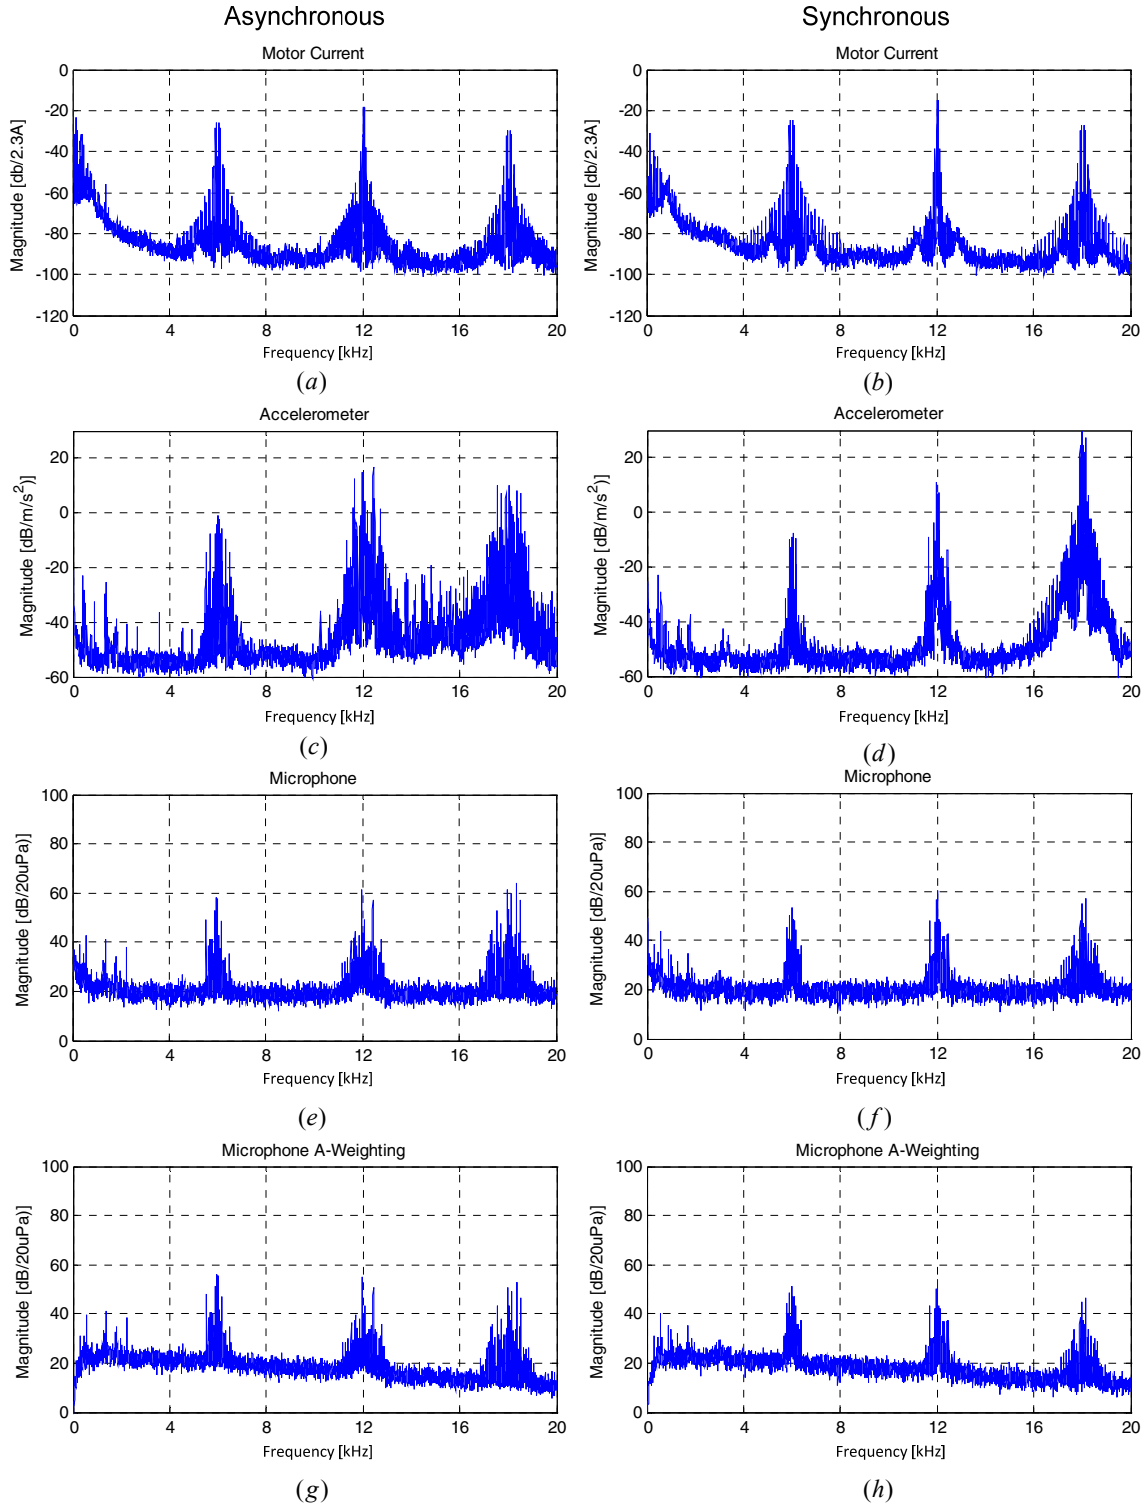 Asynchronous
Synchronous
Motor Current
Magnitude [db/2.3A]
0
-20
-40
-60
-80
-100
-120
0 4 8 12 16 20
Frequency [kHz]
(a)
Motor Current
Magnitude [db/2.3A]
0
-20
-40
-60
-80
-100
-120
0 4 8 12 16 20
Frequency [kHz]
(b)
Accelerometer
Magnitude [dB/m/s²)]
20
0
-20
-40
-60
0 4 8 12 16 20
Frequency [kHz]
(c)
Accelerometer
Magnitude [dB/m/s²)]
20
0
-20
-40
-60
0 4 8 12 16 20
Frequency [kHz]
(d)
Microphone
Magnitude [dB/20uPa)]
100
80
60
40
20
0
0 4 8 12 16 20
Frequency [kHz]
(e)
Microphone
Magnitude [dB/20uPa)]
100
80
60
40
20
0
0 4 8 12 16 20
Frequency [kHz]
(f)
Microphone A-Weighting
Magnitude [dB/20uPa)]
100
80
60
40
20
0
0 4 8 12 16 20
Frequency [kHz]
(g)
Microphone A-Weighting
Magnitude [dB/20uPa)]
100
80
60
40
20
0
0 4 8 12 16 20
Frequency [kHz]
(h)